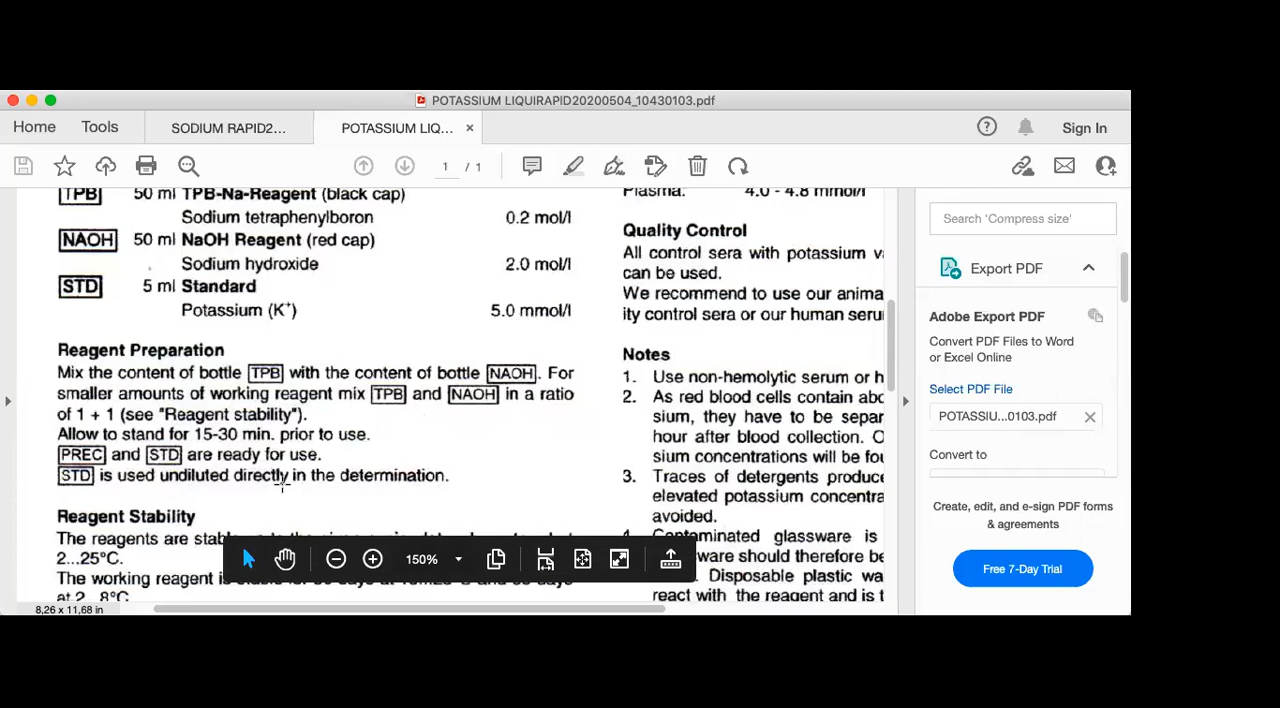 POTASSIUM LIQUIRAPID20200504_10430103.pdf
Home
Tools
SODIUM RAPID2...
POTASSIUM LIQ... ×
Sign In
1 / 1
TPB 50 ml TPB-Na-Reagent (black cap)
Sodium tetraphenylboron 0.2 mol/l
NAOH 50 ml NaOH Reagent (red cap)
Sodium hydroxide 2.0 mol/l
STD 5 ml Standard
Potassium (K⁺) 5.0 mmol/l
Reagent Preparation
Mix the content of bottle TPB with the content of bottle NAOH. For
smaller amounts of working reagent mix TPB and NAOH in a ratio
of 1 + 1 (see "Reagent stability").
Allow to stand for 15-30 min. prior to use.
PREC and STD are ready for use.
STD is used undiluted directly in the determination.
Reagent Stability
The reagents are
2...25°C.
The working reagent
at 2...8°C
Plasma: 4.0 - 4.8 mmol/l
Quality Control
All control sera with potassium
can be used.
We recommend to use our
ity control sera or our human
Notes
1. Use non-hemolytic serum or
2. As red blood cells contain
sium, they have to be
hour after blood collection.
sium concentrations will be
3. Traces of detergents
elevated potassium
avoided.
4. Contaminated glassware is
ware should therefore
Disposable plastic
react with the reagent and is
150%
8,26 x 11,68 in
Search 'Compress size'
Export PDF
Adobe Export PDF
Convert PDF Files to Word
or Excel Online
Select PDF File
POTASSIU...0103.pdf
Convert to
Create, edit, and e-sign PDF forms
& agreements
Free 7-Day Trial